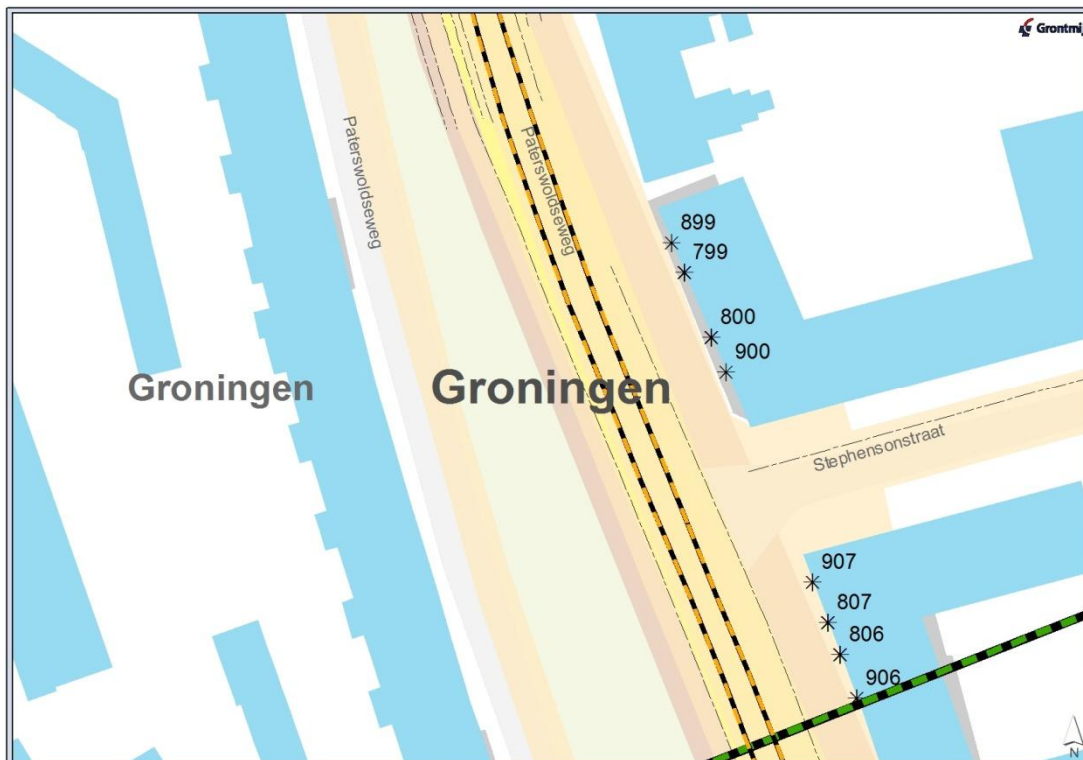 Grontmij
Paterswoldseweg
Paterswoldseweg
899
799
800
900
Groningen
Groningen
Stephensonstraat
907
807
806
906
N